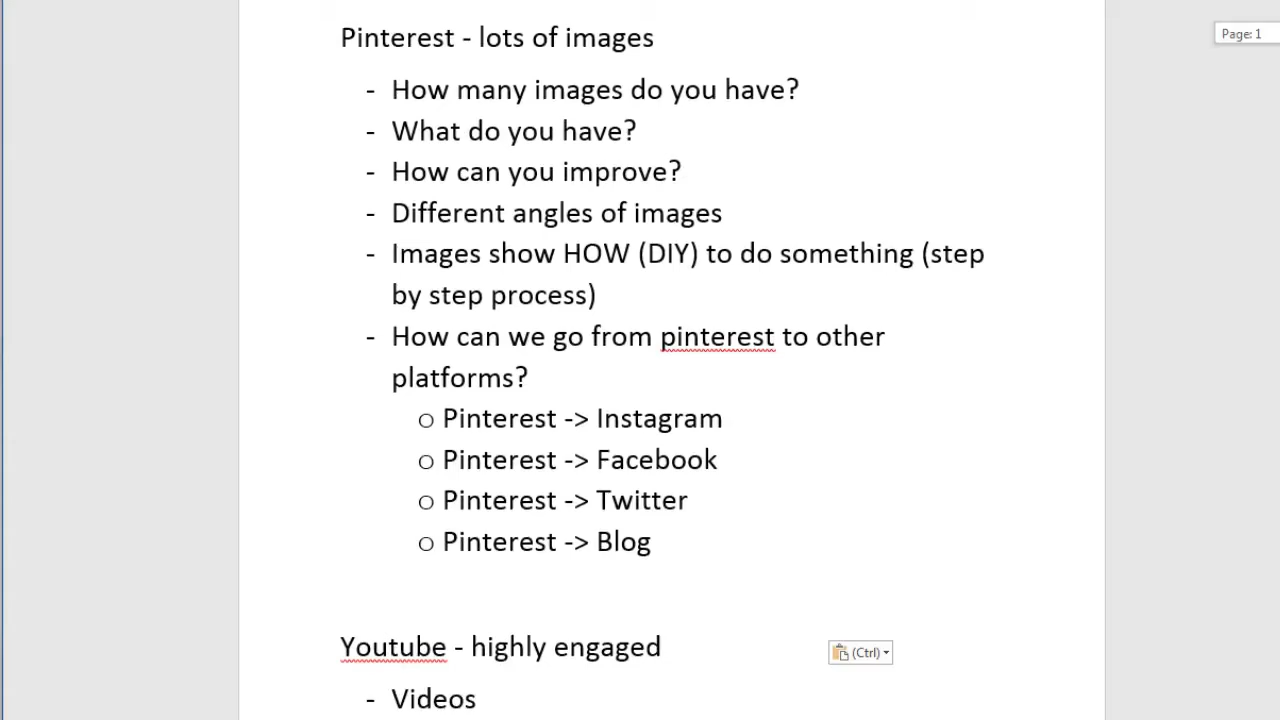 Page: 1
Pinterest - lots of images
- How many images do you have?
- What do you have?
- How can you improve?
- Different angles of images
- Images show HOW (DIY) to do something (step
by step process)
- How can we go from pinterest to other
platforms?
o Pinterest -> Instagram
o Pinterest -> Facebook
o Pinterest -> Twitter
o Pinterest -> Blog
Youtube - highly engaged
(Ctrl)
- Videos